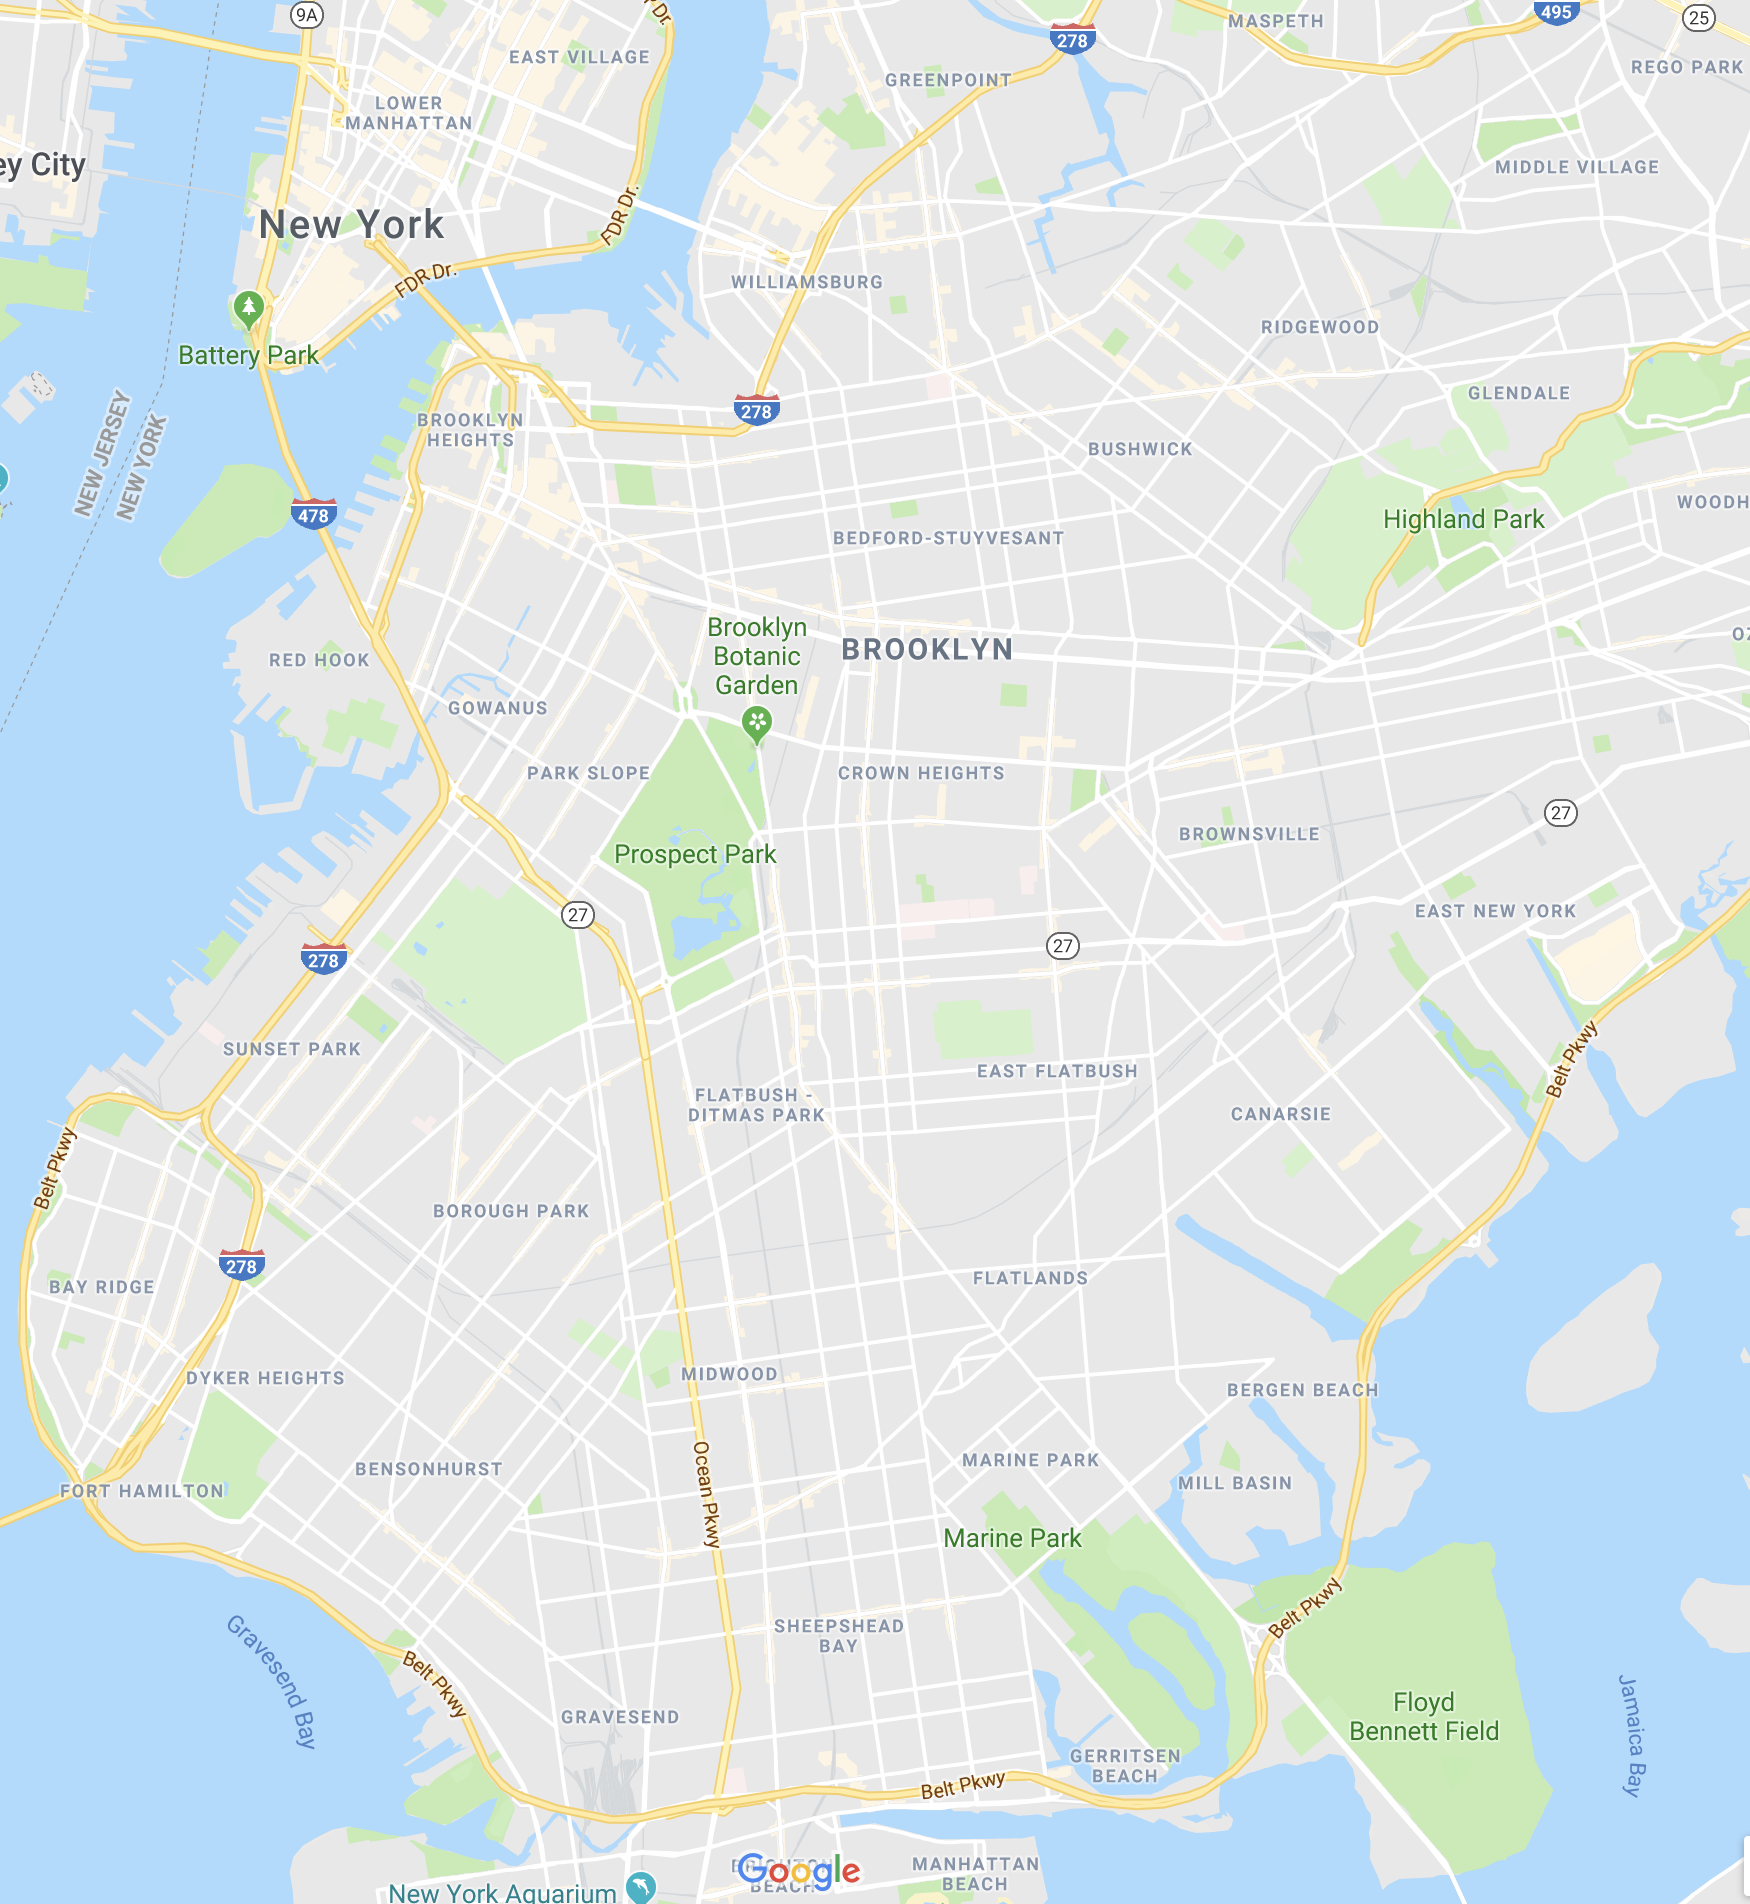 9A
Dr.
278
MASPETH
495
25
EAST VILLAGE
REGO PARK
GREENPOINT
LOWER
MANHATTAN
ey City
MIDDLE VILLAGE
New York
FDR Dr.
FDR Dr.
WILLIAMSBURG
RIDGEWOOD
Battery Park
GLENDALE
278
BROOKLYN
HEIGHTS
NEW JERSEY
NEW YORK
BUSHWICK
WOODH
478
Highland Park
BEDFORD-STUYVESANT
Brooklyn
Botanic
Garden
BROOKLYN
OZ
RED HOOK
GOWANUS
PARK SLOPE
CROWN HEIGHTS
27
BROWNSVILLE
Prospect Park
27
EAST NEW YORK
27
278
SUNSET PARK
Belt Pkwy
EAST FLATBUSH
FLATBUSH -
DITMAS PARK
CANARSIE
Belt Pkwy
BOROUGH PARK
278
FLATLANDS
BAY RIDGE
DYKER HEIGHTS
MIDWOOD
BERGEN BEACH
Ocean Pkwy
MARINE PARK
BENSONHURST
MILL BASIN
FORT HAMILTON
Marine Park
Belt Pkwy
SHEEPSHEAD
BAY
Gravesend Bay
Belt Pkwy
Floyd
Bennett Field
Jamaica Bay
GRAVESEND
GERRITSEN
BEACH
Belt Pkwy
BRIGHTON
BEACH
Google
MANHATTAN
BEACH
New York Aquarium